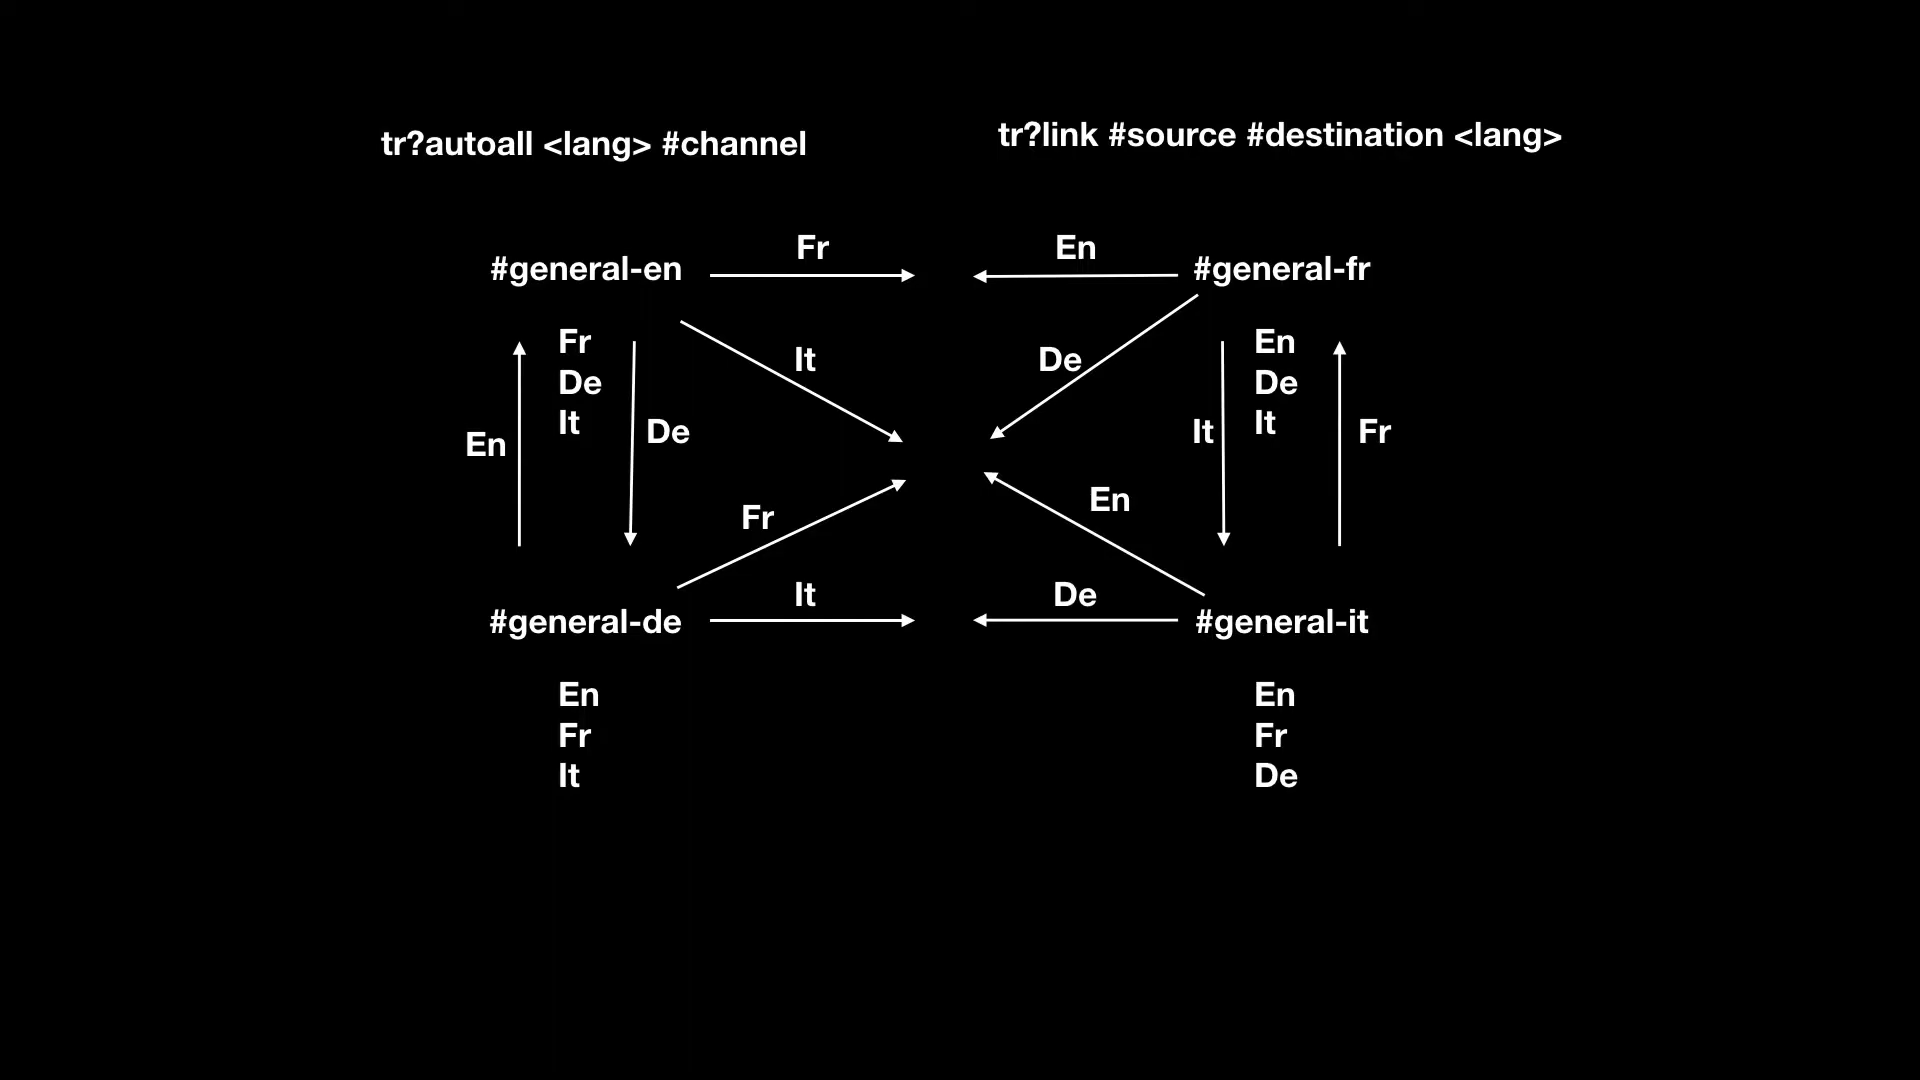 tr?autoall <lang> #channel
tr?link #source #destination <lang>
Fr
En
#general-en
#general-fr
Fr
De
It
En
De
It
It
De
En
De
It
Fr
Fr
En
It
De
#general-de
#general-it
En
Fr
It
En
Fr
De